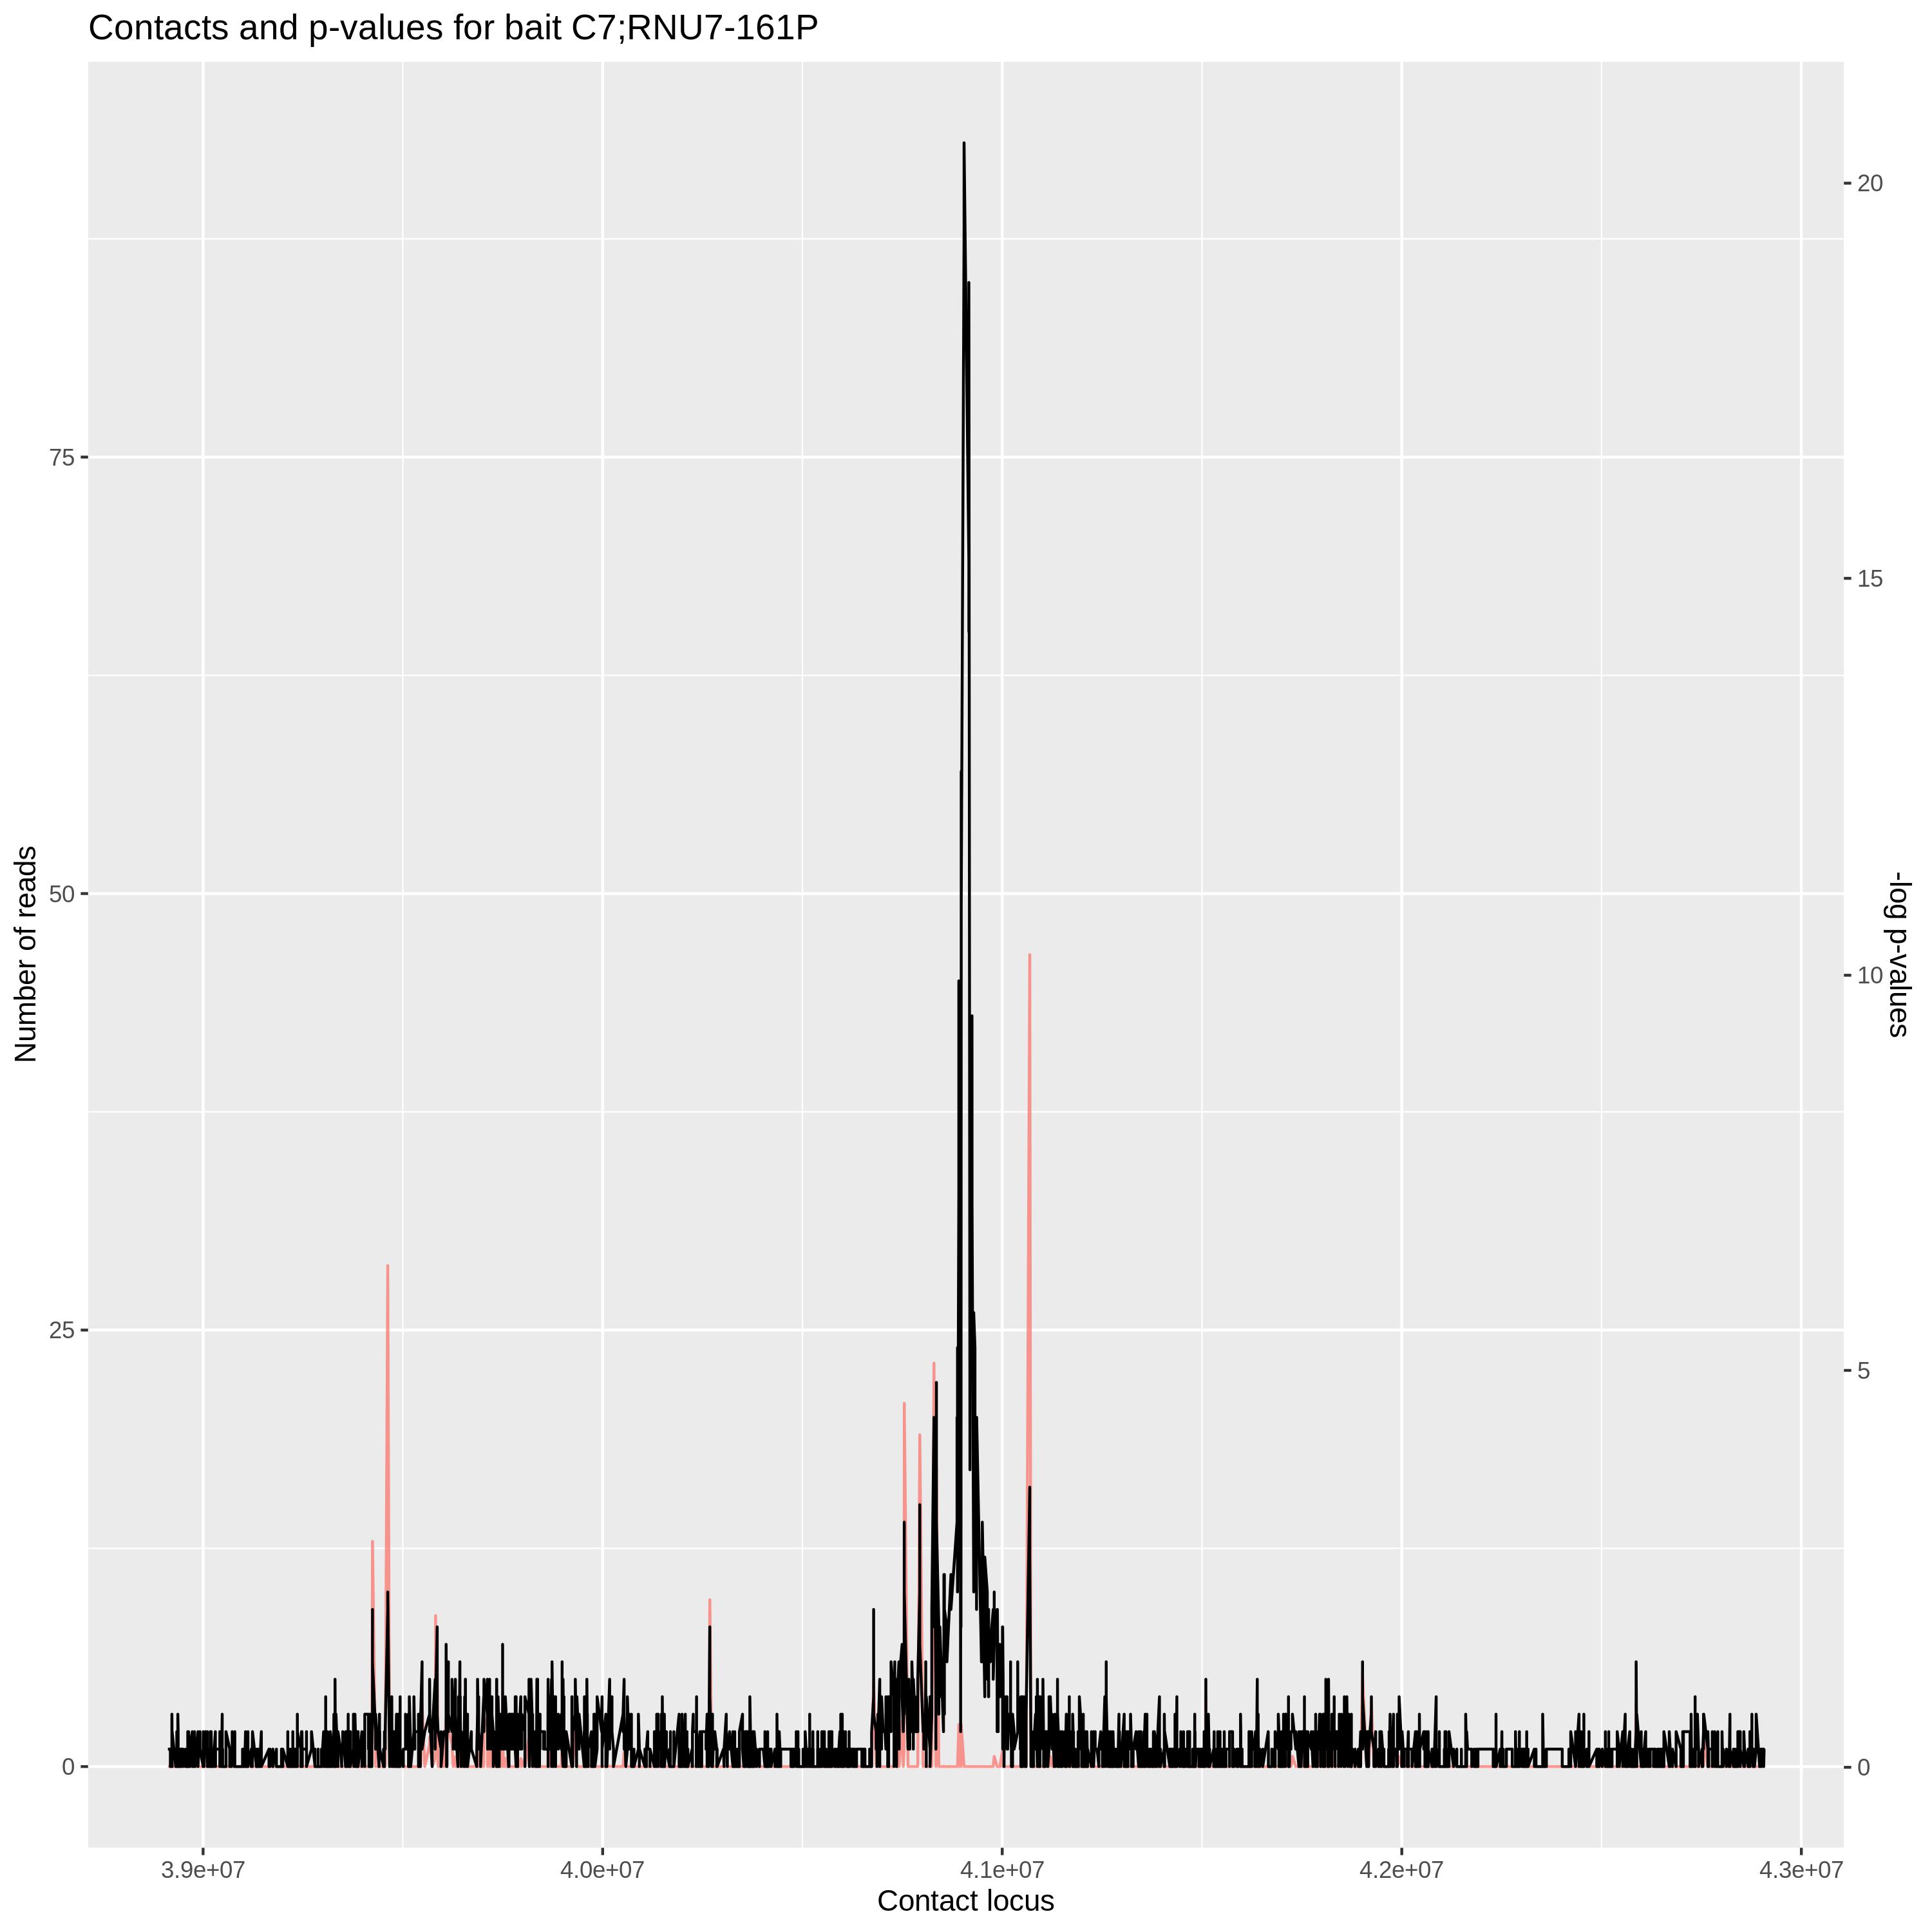 Contacts and p-values for bait C7;RNU7-161P
Number of reads
75
50
25
0
20
15
10
5
0
-log p-values
3.9e+07
4.0e+07
4.1e+07
4.2e+07
4.3e+07
Contact locus